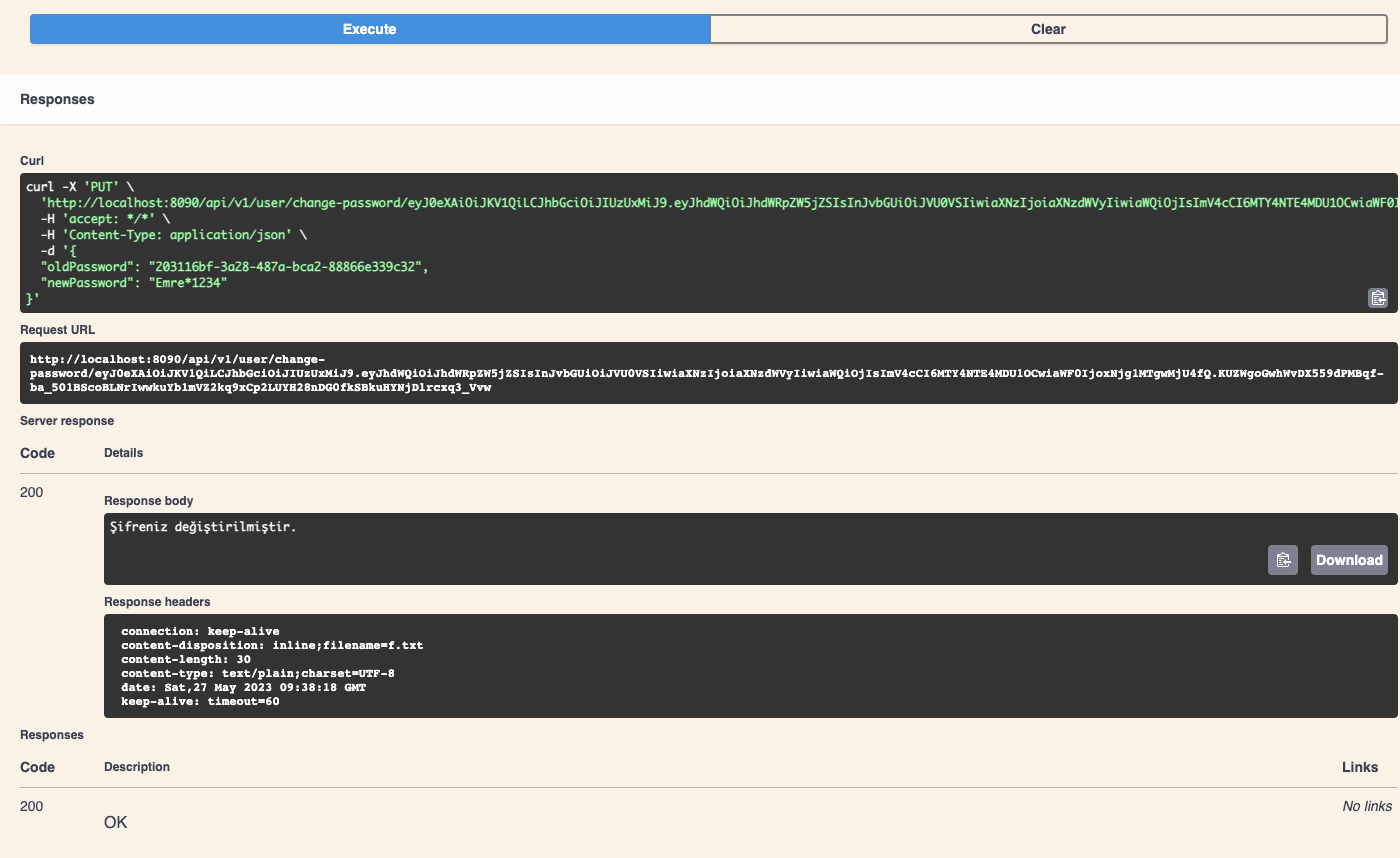 Execute
Clear
Responses
Curl
curl -X 'PUT' \
'http://localhost:8090/api/v1/user/change-password/eyJ0eXAiOiJKV1QiLCJhbGciOiJIUzUxMiJ9.eyJhdWQiOiJhdWRpZW5jZSIsInJvbGUiOiJVU0VSIiwiaXNzIjoiaXNzdWVyIiwiaWQiOjIsImV4cCI6MTY4NTE4MDU1OCwiaWF0I
-H 'accept: */*' \
-H 'Content-Type: application/json' \
-d '{
"oldPassword": "203116bf-3a28-487a-bca2-88866e339c32",
"newPassword": "Emre*1234"
}'
Request URL
http://localhost:8090/api/v1/user/change-
password/eyJ0eXAiOiJKV1QiLCJhbGciOiJIUzUxMiJ9.eyJhdWQiOiJhdWRpZW5jZSIsInJvbGUiOiJVU0VSIiwiaXNzIjoiaXNzdWVyIiwiaWQiOjIsImV4cCI6MTY4NTE4MDU1OCwiaWF0IjoxNjg1MTgwMjU4fQ.KUZWgoGwhWvDX559dPMBqf-
ba_501BScoBLNrIwwkuYb1mVZ2kq9xCp2LUYH28nDG0fkSBkuHYNjDlrcxq3_Vvw
Server response
Code
Details
200
Response body
Şifreniz değiştirilmiştir.
Download
Response headers
connection: keep-alive
content-disposition: inline;filename=f.txt
content-length: 30
content-type: text/plain;charset=UTF-8
date: Sat,27 May 2023 09:38:18 GMT
keep-alive: timeout=60
Responses
Code
Description
Links
200
OK
No links